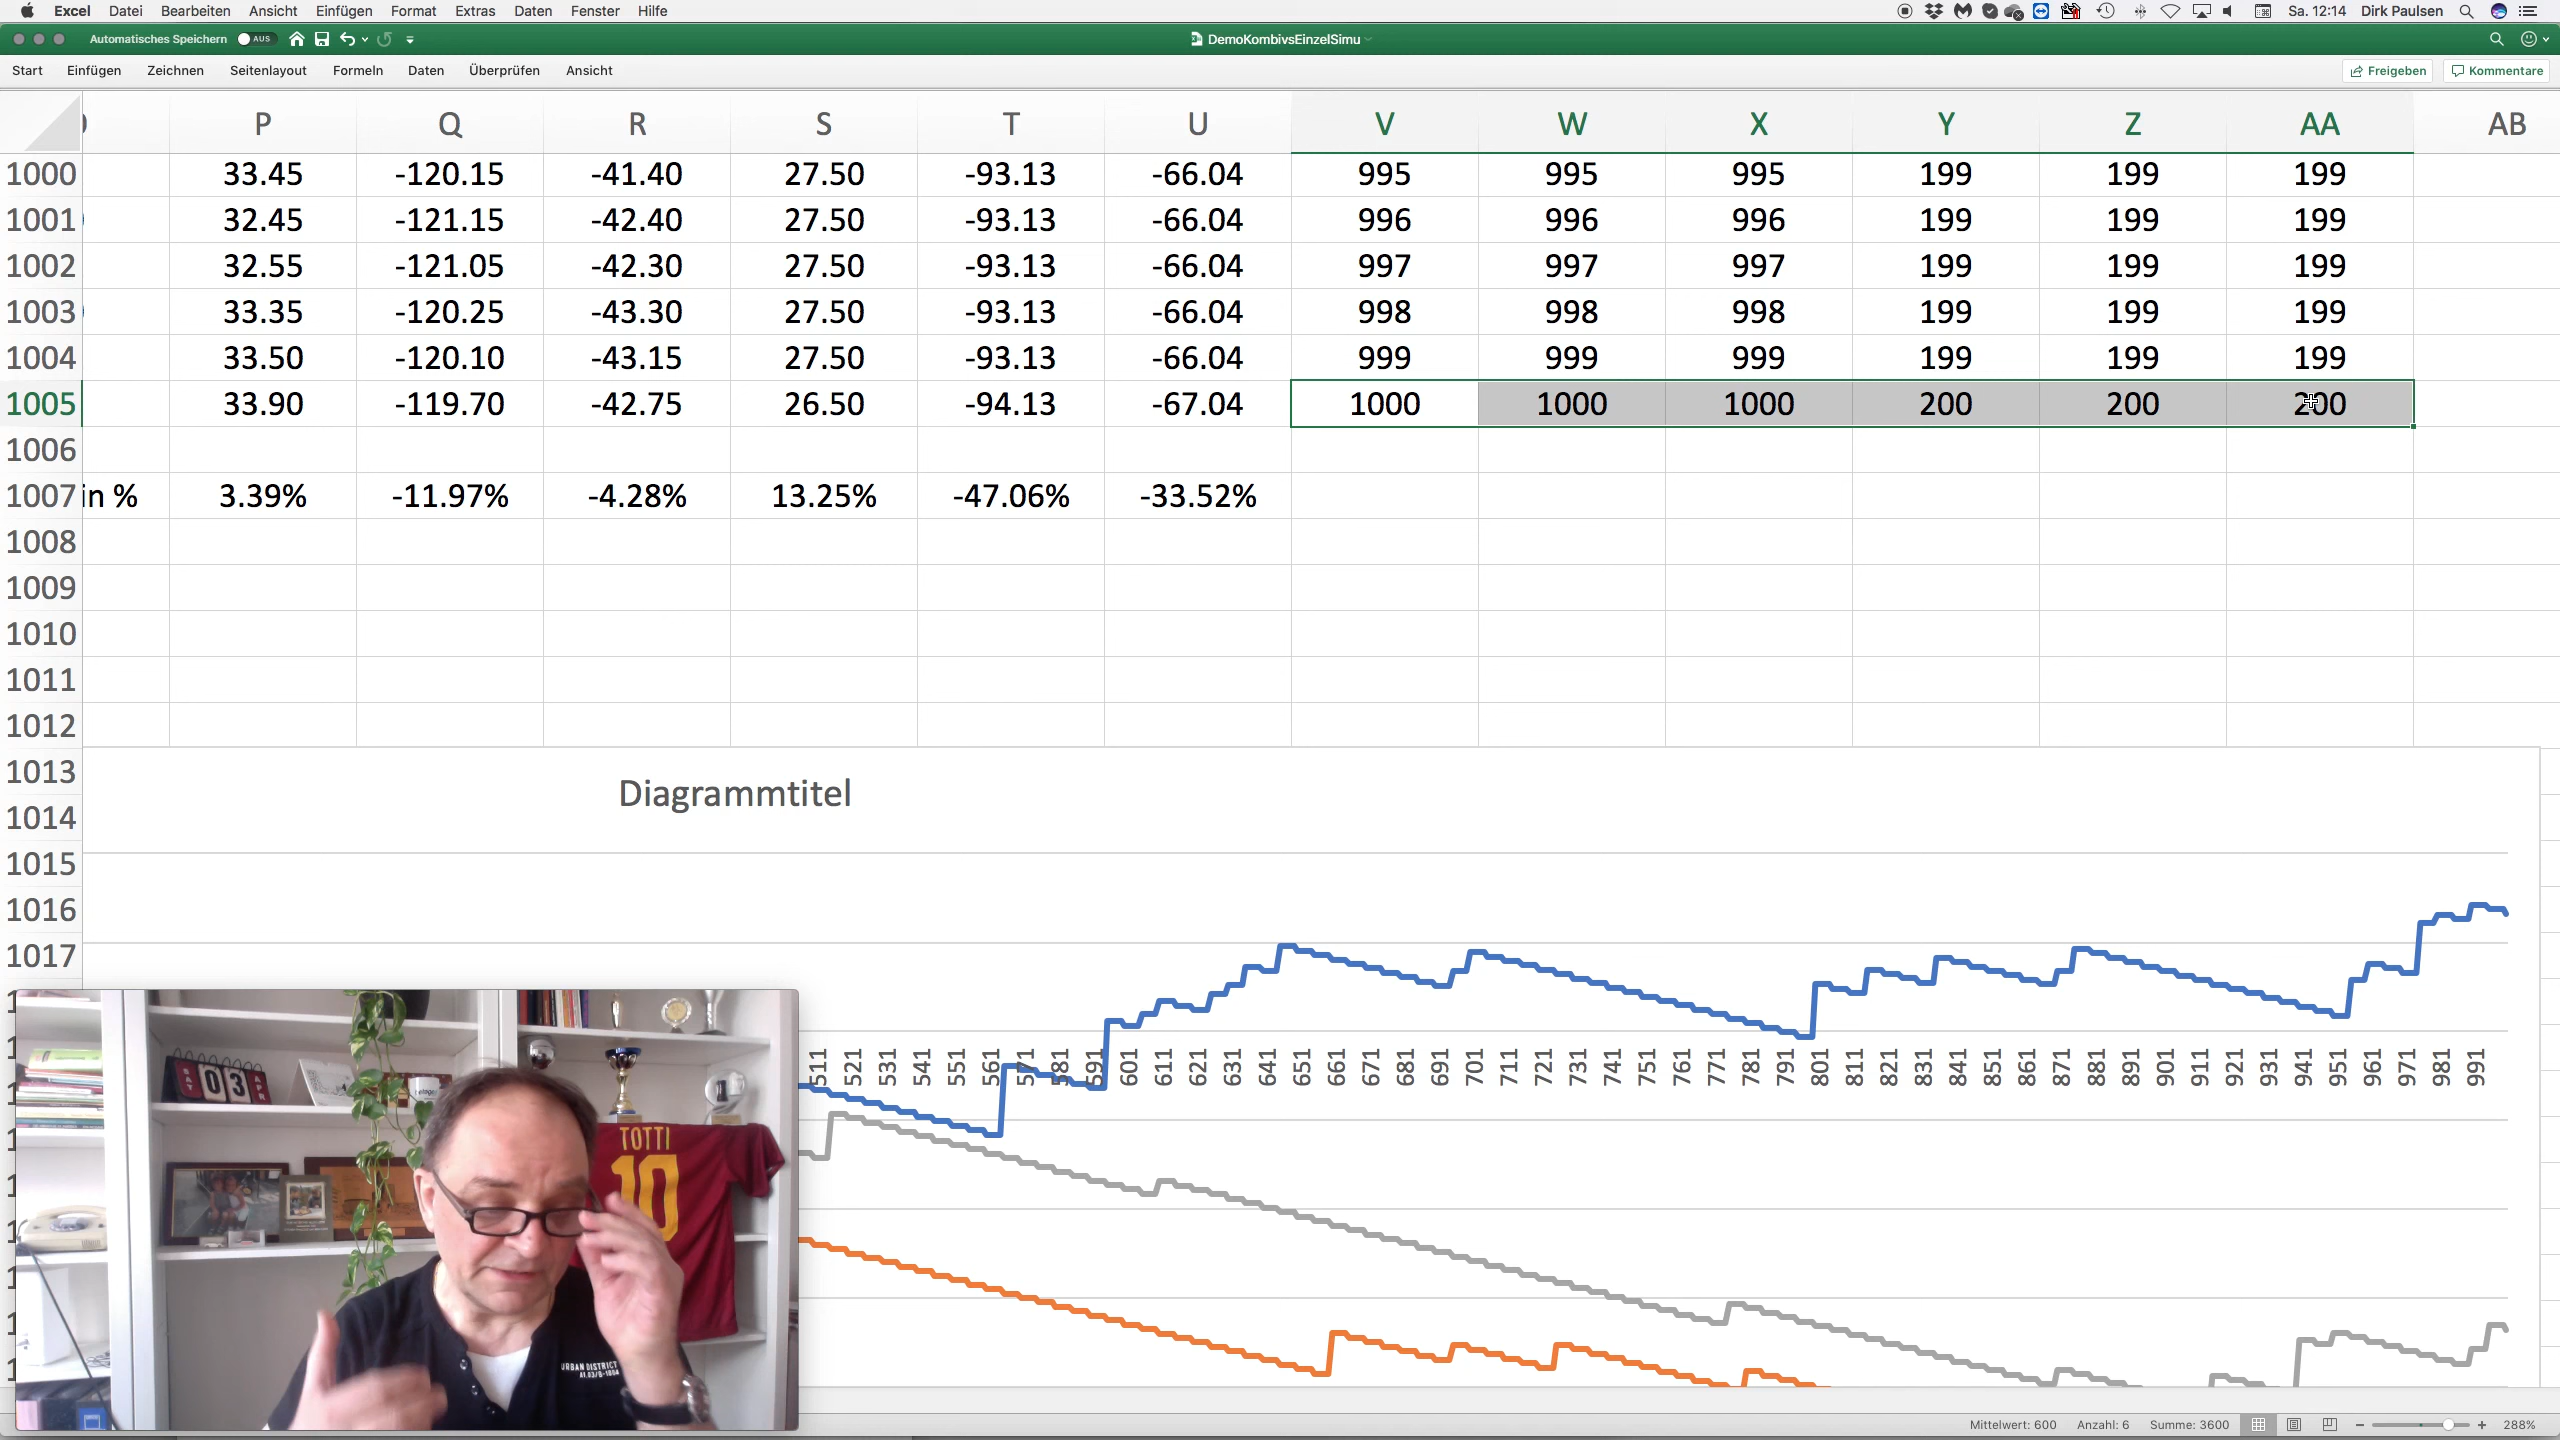 Excel Datei Bearbeiten Ansicht Einfügen Format Extras Daten Fenster Hilfe Sa. 12:14 Dirk Paulsen
Automatisches Speichern AUS DemoKombivsEinzelSimu
Start Einfügen Zeichnen Seitenlayout Formeln Daten Überprüfen Ansicht Freigeben Kommentare
P Q R S T U V W X Y Z AA AB
1000 33.45 -120.15 -41.40 27.50 -93.13 -66.04 995 995 995 199 199 199
1001 32.45 -121.15 -42.40 27.50 -93.13 -66.04 996 996 996 199 199 199
1002 32.55 -121.05 -42.30 27.50 -93.13 -66.04 997 997 997 199 199 199
1003 33.35 -120.25 -43.30 27.50 -93.13 -66.04 998 998 998 199 199 199
1004 33.50 -120.10 -43.15 27.50 -93.13 -66.04 999 999 999 199 199 199
1005 33.90 -119.70 -42.75 26.50 -94.13 -67.04 1000 1000 1000 200 200 200
1006
1007 in % 3.39% -11.97% -4.28% 13.25% -47.06% -33.52%
1008
1009
1010
1011
1012
1013
Diagrammtitel
1014
1015
1016
1017
511 521 531 541 551 561 571 581 591 601 611 621 631 641 651 661 671 681 691 701 711 721 731 741 751 761 771 781 791 801 811 821 831 841 851 861 871 881 891 901 911 921 931 941 951 961 971 981 991
SAT 03 APR
TOTTI
10
URBAN DISTRICT
Mittelwert: 600 Anzahl: 6 Summe: 3600 288%